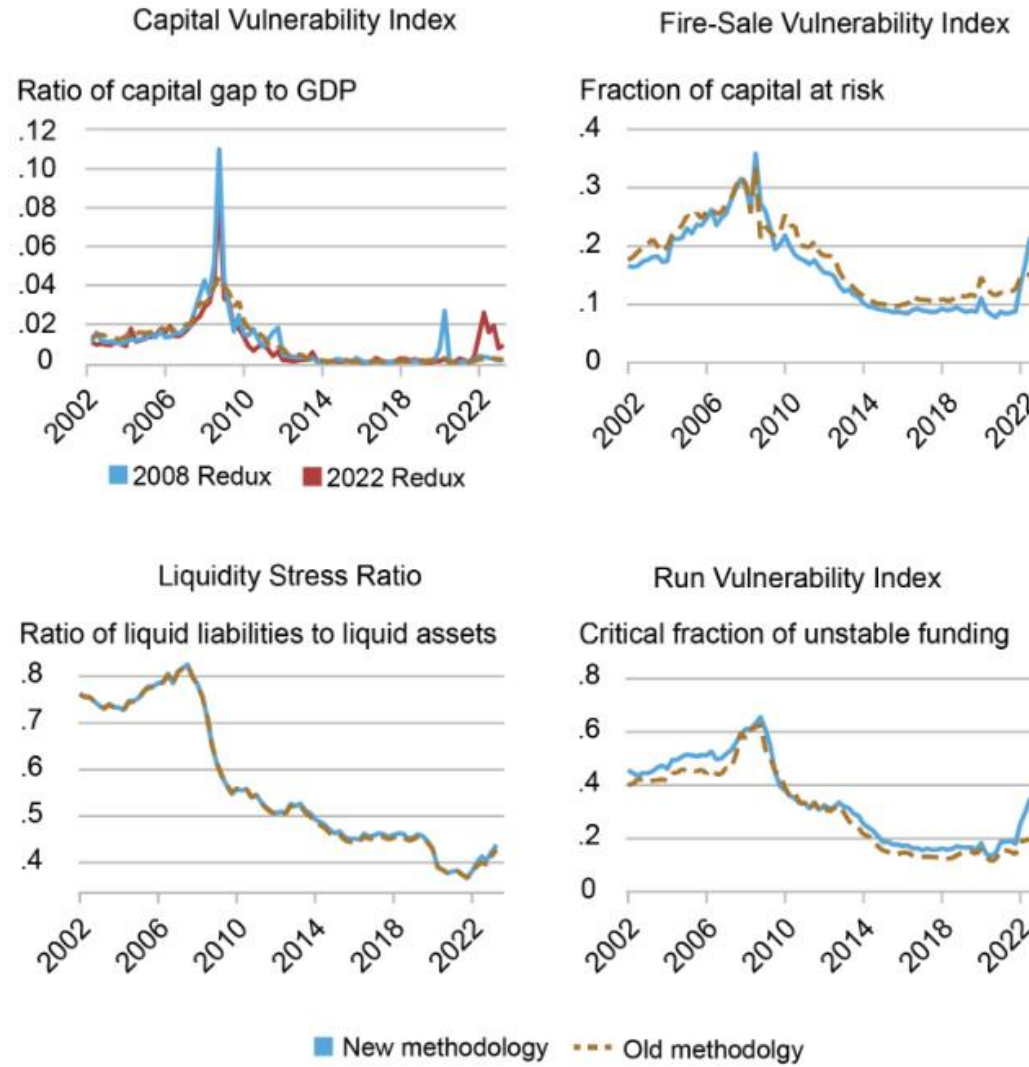 Capital Vulnerability Index
Ratio of capital gap to GDP
.12
.10
.08
.06
.04
.02
0
2002 2006 2010 2014 2018 2022
2008 Redux 2022 Redux
Fire-Sale Vulnerability Index
Fraction of capital at risk
.4
.3
.2
.1
0
2002 2006 2010 2014 2018 2022
Liquidity Stress Ratio
Ratio of liquid liabilities to liquid assets
.8
.7
.6
.5
.4
2002 2006 2010 2014 2018 2022
Run Vulnerability Index
Critical fraction of unstable funding
.8
.6
.4
.2
0
2002 2006 2010 2014 2018 2022
New methodology Old methodolgy